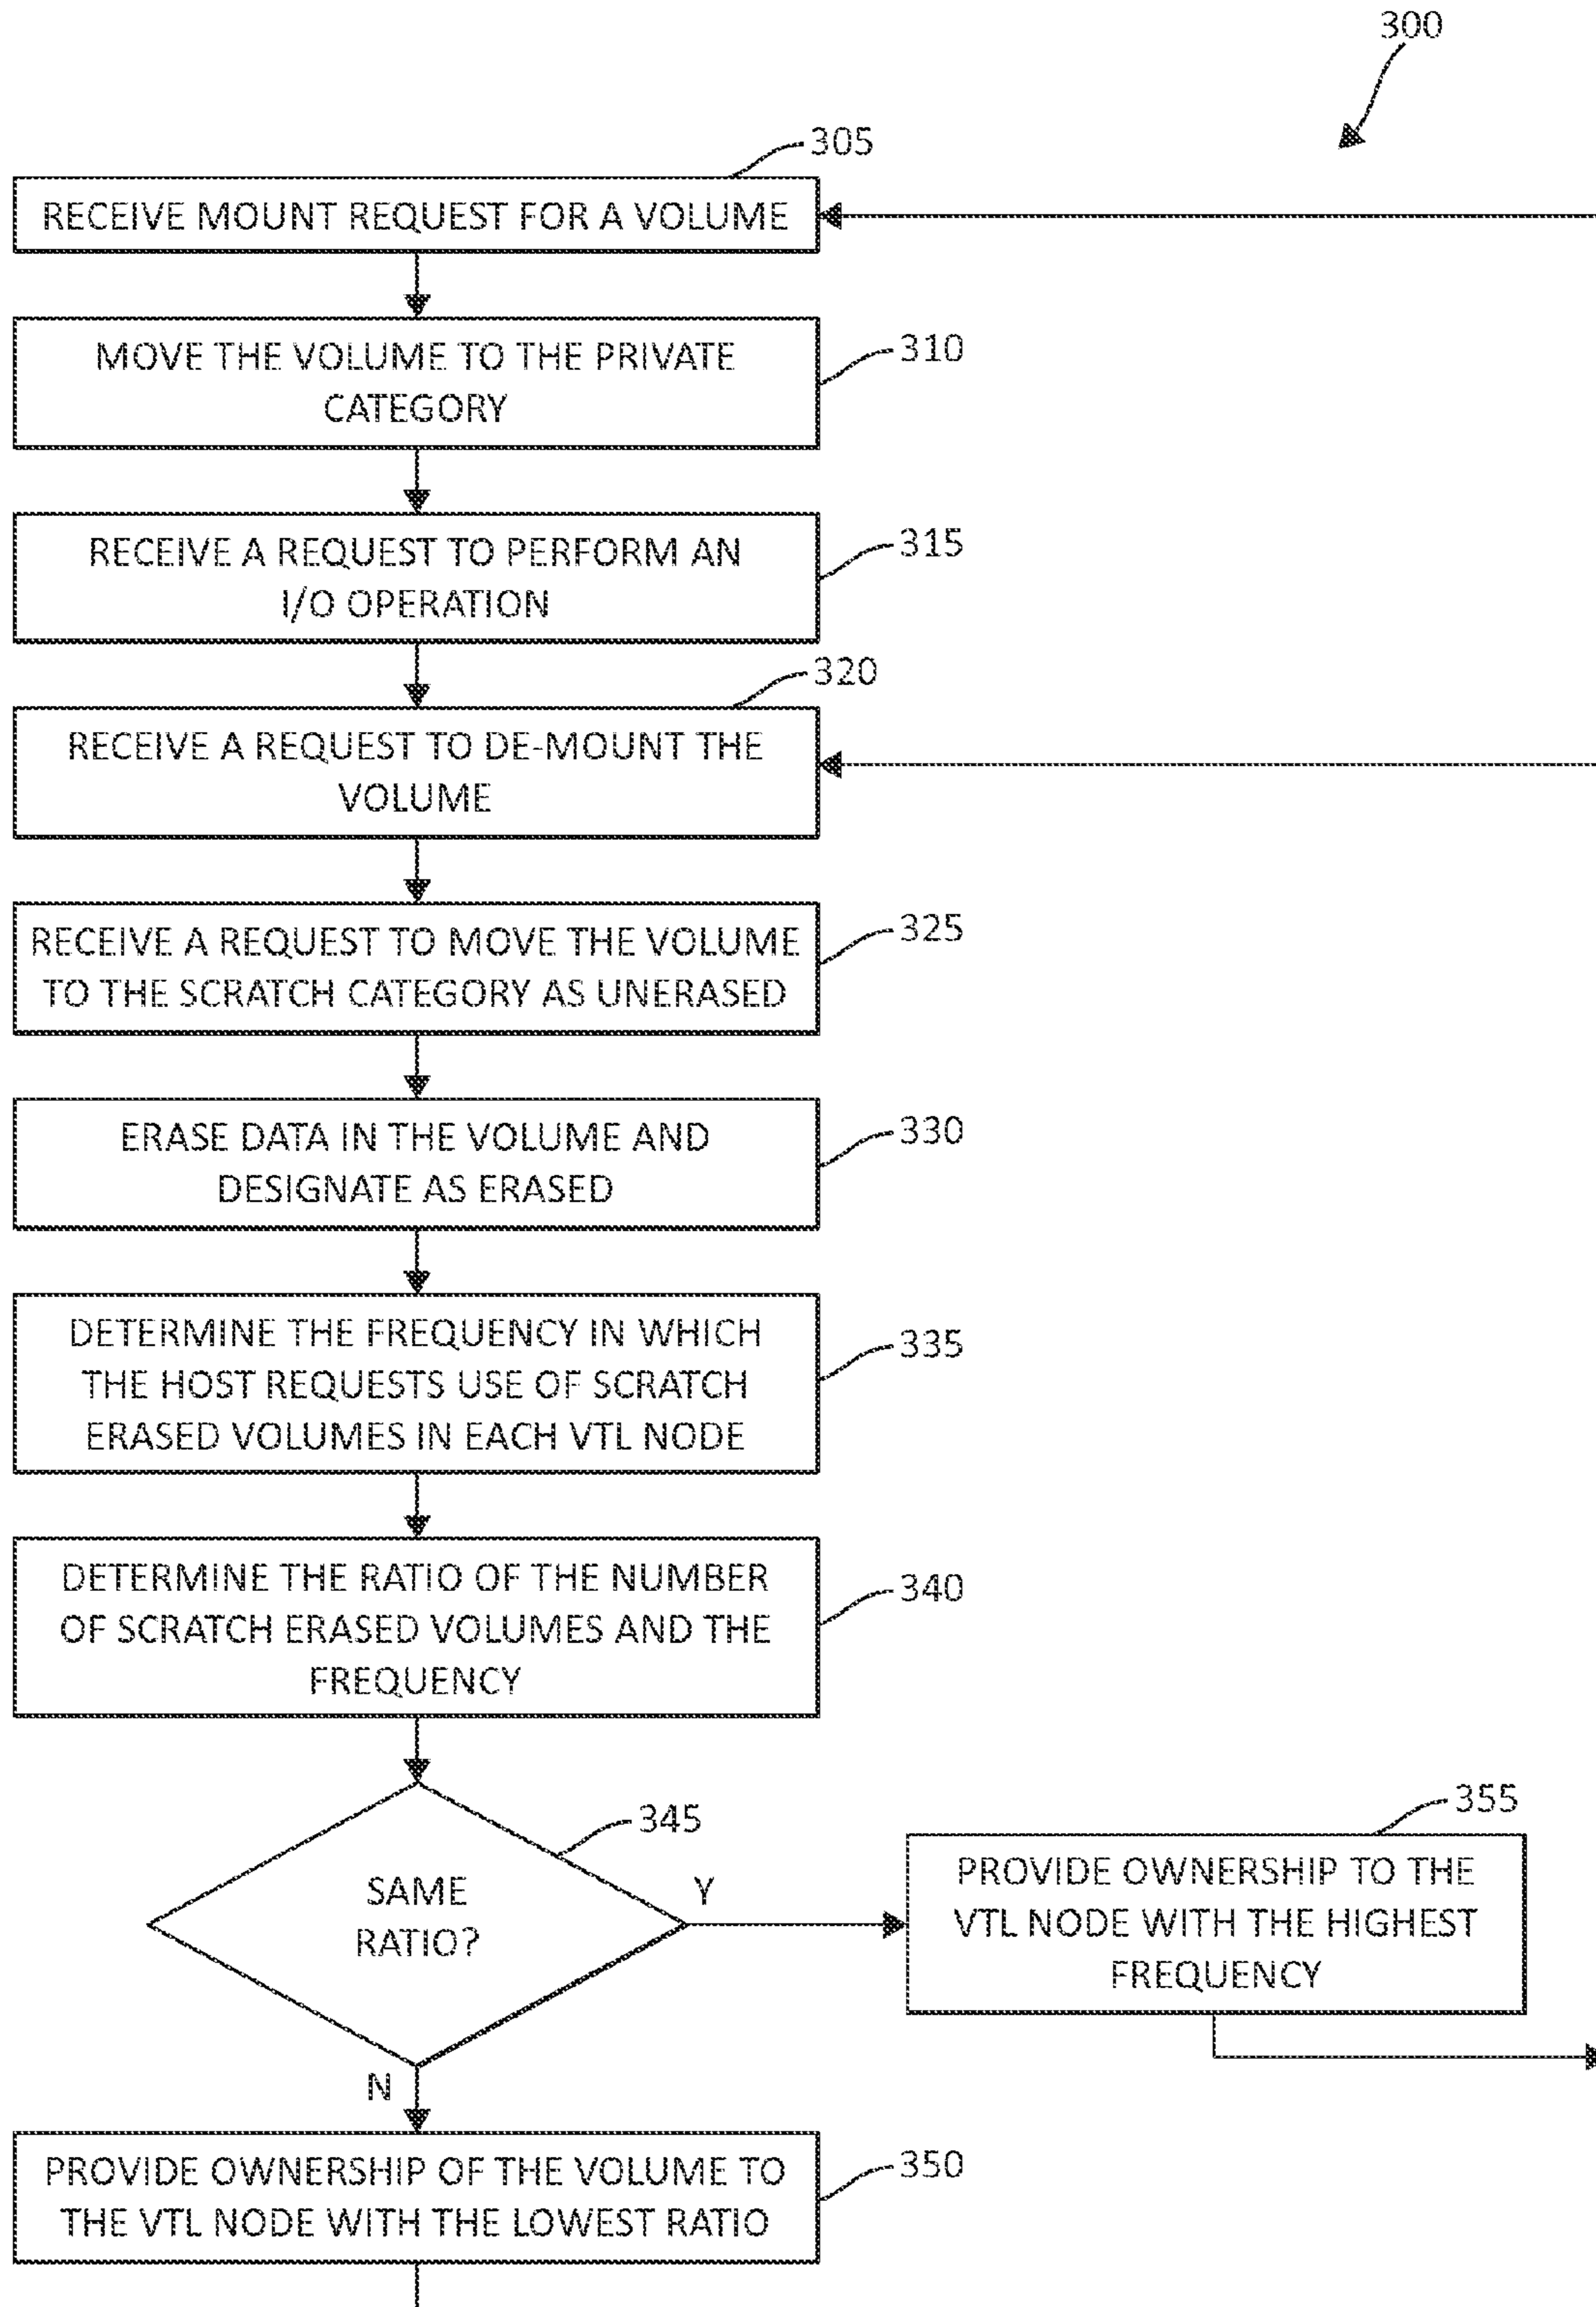 300
305
RECEIVE MOUNT REQUEST FOR A VOLUME
MOVE THE VOLUME TO THE PRIVATE
CATEGORY
310
RECEIVE A REQUEST TO PERFORM AN
I/O OPERATION
315
320
RECEIVE A REQUEST TO DE-MOUNT THE
VOLUME
RECEIVE A REQUEST TO MOVE THE VOLUME
TO THE SCRATCH CATEGORY AS UNERASED
325
ERASE DATA IN THE VOLUME AND
DESIGNATE AS ERASED
330
DETERMINE THE FREQUENCY IN WHICH
THE HOST REQUESTS USE OF SCRATCH
ERASED VOLUMES IN EACH VTL NODE
335
DETERMINE THE RATIO OF THE NUMBER
OF SCRATCH ERASED VOLUMES AND THE
FREQUENCY
340
345
SAME
RATIO?
Y
355
PROVIDE OWNERSHIP TO THE
VTL NODE WITH THE HIGHEST
FREQUENCY
N
PROVIDE OWNERSHIP OF THE VOLUME TO
THE VTL NODE WITH THE LOWEST RATIO
350